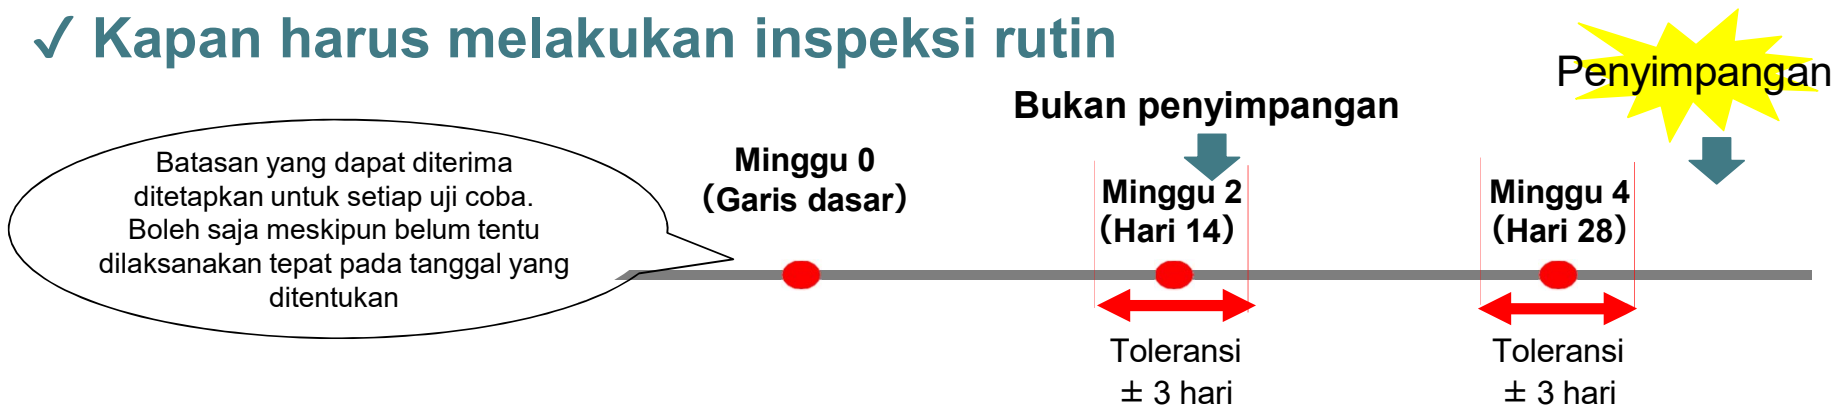 ✓ Kapan harus melakukan inspeksi rutin
Penyimpangan
Bukan penyimpangan
Batasan yang dapat diterima
ditetapkan untuk setiap uji coba.
Boleh saja meskipun belum tentu
dilaksanakan tepat pada tanggal yang
ditentukan
Minggu 0
(Garis dasar)
Minggu 2
(Hari 14)
Minggu 4
(Hari 28)
Toleransi
± 3 hari
Toleransi
± 3 hari